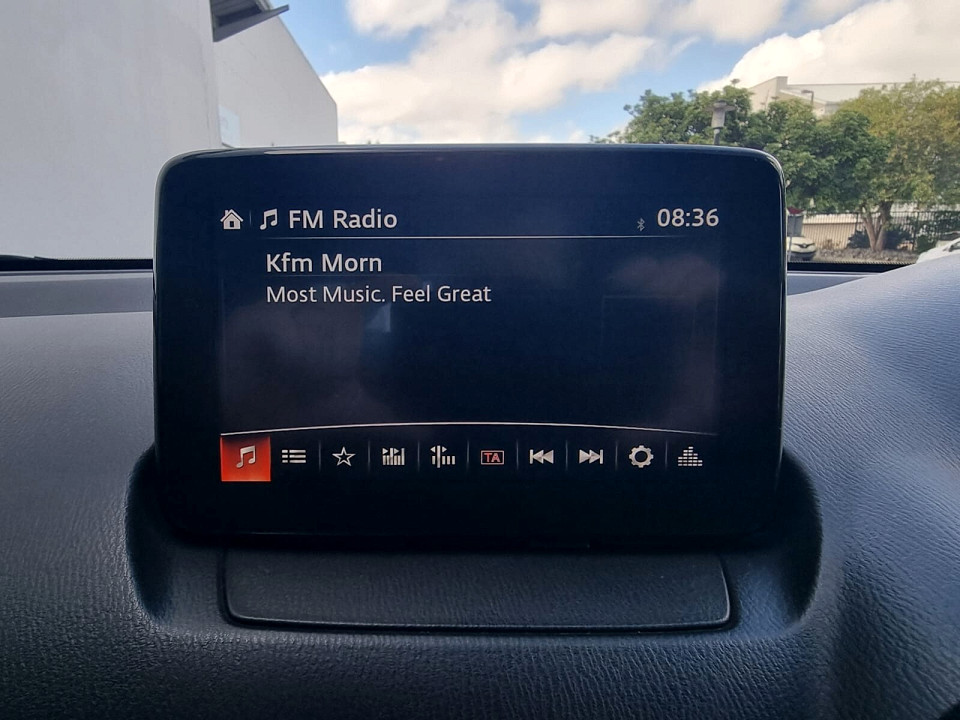 FM Radio 08:36
Kfm Morn
Most Music. Feel Great
TA